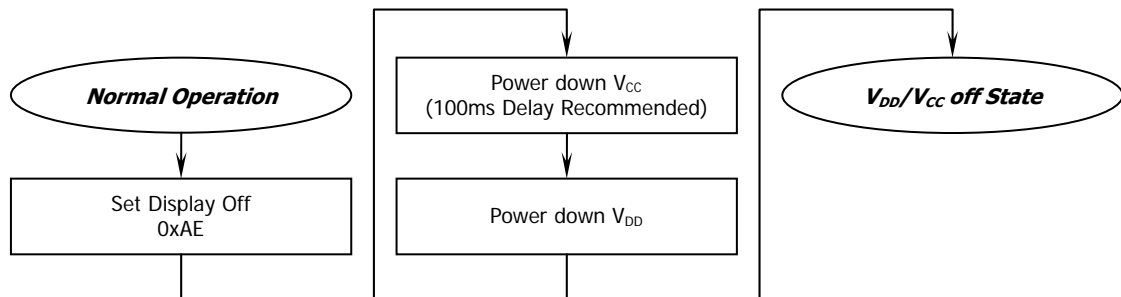 Normal Operation
Set Display Off
0xAE
Power down VCC
(100ms Delay Recommended)
Power down VDD
VDD/VCC off State